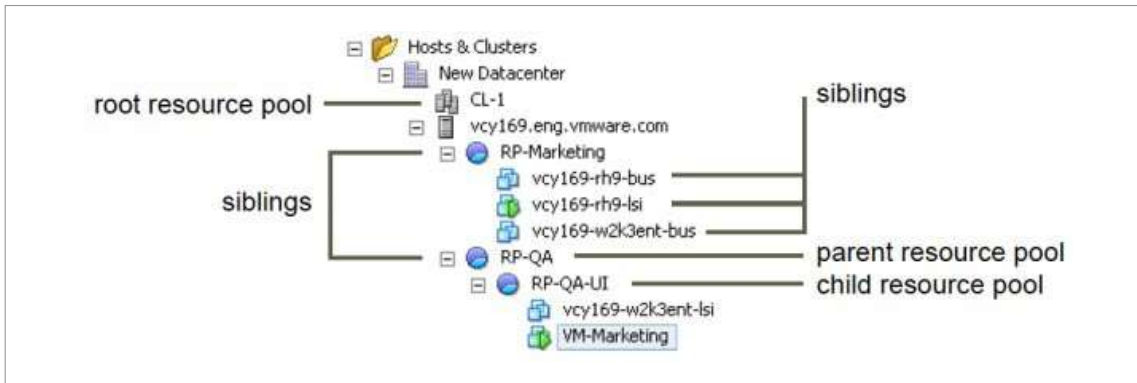 Hosts & Clusters
New Datacenter
root resource pool
CL-1
siblings
vcy169.eng.vmware.com
RP-Marketing
vcy169-rh9-bus
siblings
vcy169-rh9-lsi
vcy169-w2k3ent-bus
RP-QA
parent resource pool
RP-QA-UI
child resource pool
vcy169-w2k3ent-lsi
VM-Marketing